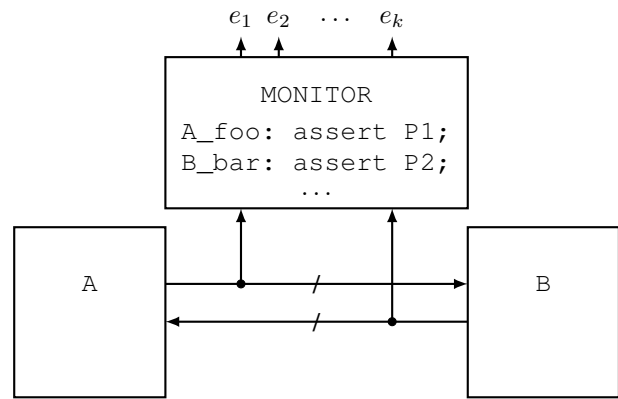 e₁ e₂ … eₖ
MONITOR
A_foo: assert P1;
B_bar: assert P2;
...
A B